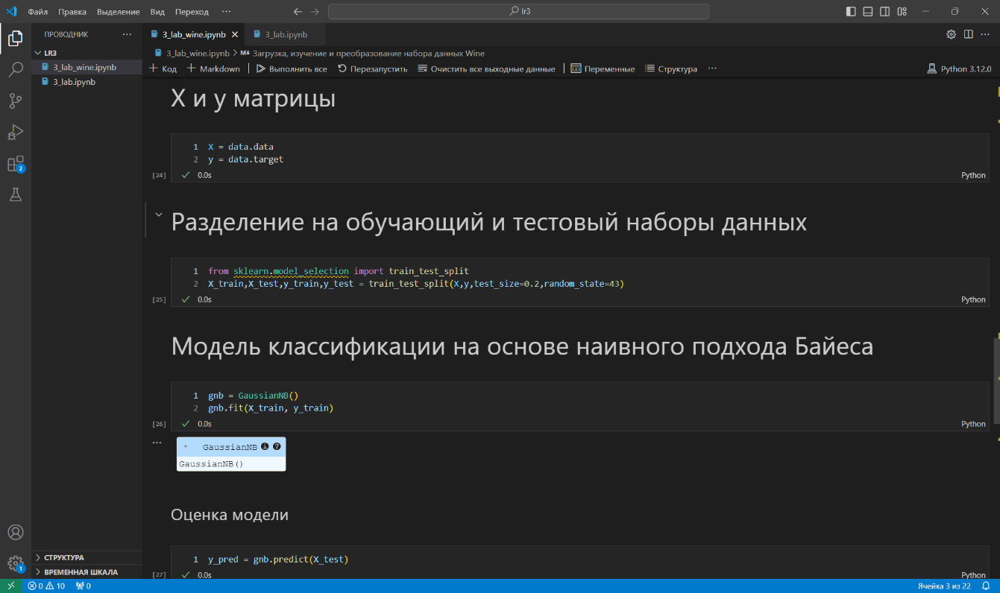 Файл Правка Выделение Вид Переход ··· lr3
ПРОВОДНИК ···
LR3
3_lab_wine.ipynb
3_lab.ipynb
СТРУКТУРА
ВРЕМЕННАЯ ШКАЛА
2
1
3_lab_wine.ipynb 3_lab.ipynb
3_lab_wine.ipynb > M↓ Загрузка, изучение и преобразование набора данных Wine
+ Код + Markdown Выполнить все Перезапустить Очистить все выходные данные Переменные Структура ··· Python 3.12.0
X и y матрицы
1 X = data.data
2 y = data.target
[24] 0.0s Python
Разделение на обучающий и тестовый наборы данных
1 from sklearn.model_selection import train_test_split
2 X_train,X_test,y_train,y_test = train_test_split(X,y,test_size=0.2,random_state=43)
[25] 0.0s Python
Модель классификации на основе наивного подхода Байеса
1 gnb = GaussianNB()
2 gnb.fit(X_train, y_train)
[26] 0.0s Python
··· GaussianNB i ?
GaussianNB()
Оценка модели
1 y_pred = gnb.predict(X_test)
[27] 0.0s Python
0 10 0 Ячейка 3 из 22